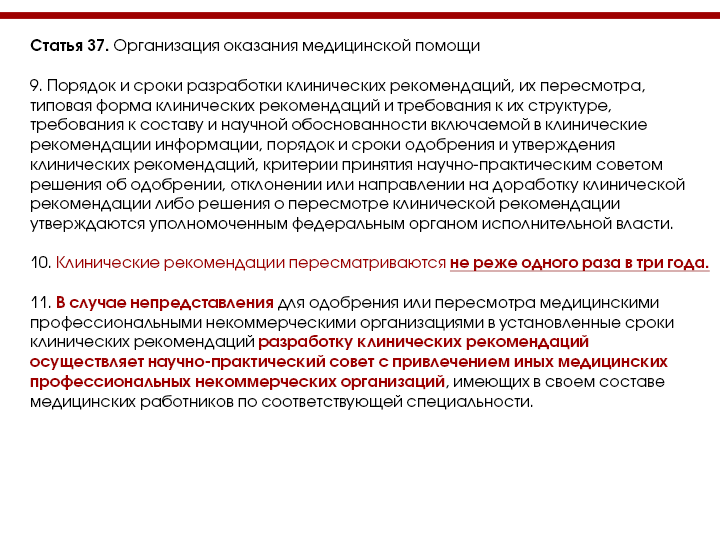 Статья 37. Организация оказания медицинской помощи
9. Порядок и сроки разработки клинических рекомендаций, их пересмотра,
типовая форма клинических рекомендаций и требования к их структуре,
требования к составу и научной обоснованности включаемой в клинические
рекомендации информации, порядок и сроки одобрения и утверждения
клинических рекомендаций, критерии принятия научно-практическим советом
решения об одобрении, отклонении или направлении на доработку клинической
рекомендации либо решения о пересмотре клинической рекомендации
утверждаются уполномоченным федеральным органом исполнительной власти.
10. Клинические рекомендации пересматриваются не реже одного раза в три года.
11. В случае непредставления для одобрения или пересмотра медицинскими
профессиональными некоммерческими организациями в установленные сроки
клинических рекомендаций разработку клинических рекомендаций
осуществляет научно-практический совет с привлечением иных медицинских
профессиональных некоммерческих организаций, имеющих в своем составе
медицинских работников по соответствующей специальности.